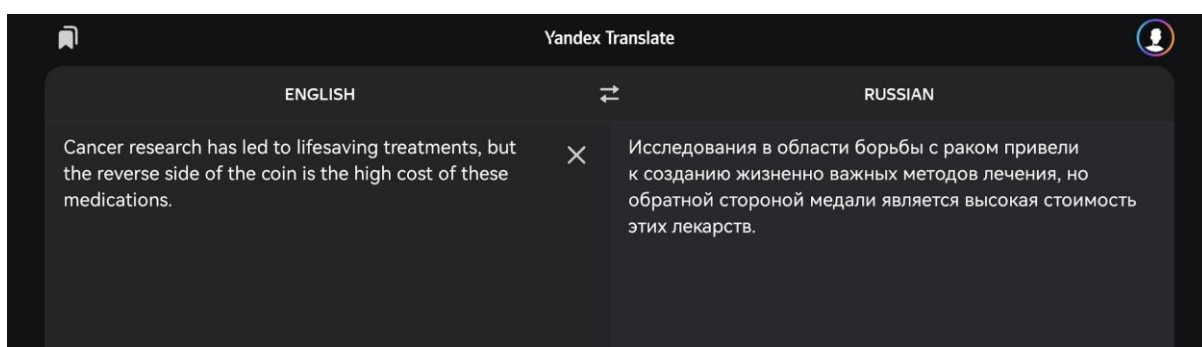 Yandex Translate
ENGLISH
RUSSIAN
Cancer research has led to lifesaving treatments, but
the reverse side of the coin is the high cost of these
medications.
Исследования в области борьбы с раком привели
к созданию жизненно важных методов лечения, но
обратной стороной медали является высокая стоимость
этих лекарств.